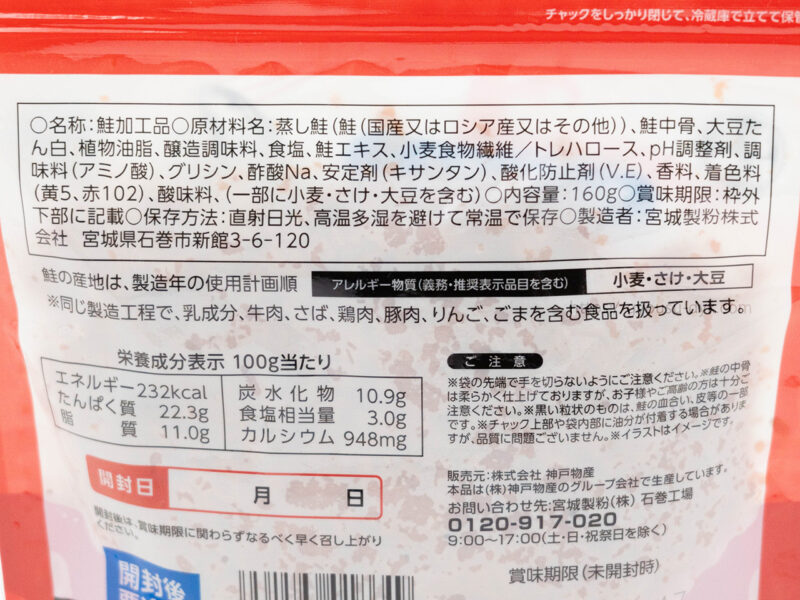 チャックをしっかり閉じて、冷蔵庫で立てて保管
○名称:鮭加工品○原材料名:蒸し鮭(鮭(国産又はロシア産又はその他))、鮭中骨、大豆た
ん白、植物油脂、醸造調味料、食塩、鮭エキス、小麦食物繊維/トレハロース、pH調整剤、調
味料(アミノ酸)、グリシン、酢酸Na、安定剤(キサンタン)、酸化防止剤(V.E)、香料、着色料
(黄5、赤102)、酸味料、(一部に小麦・さけ・大豆を含む)○内容量:160g○賞味期限:枠外
下部に記載○保存方法:直射日光、高温多湿を避けて常温で保存○製造者:宮城製粉株式
会社 宮城県石巻市新館3-6-120
鮭の産地は、製造年の使用計画順 アレルギー物質(義務・推奨表示品目を含む) 小麦・さけ・大豆
※同じ製造工程で、乳成分、牛肉、さば、鶏肉、豚肉、りんご、ごまを含む食品を扱っています。
栄養成分表示 100g当たり
エネルギー232kcal 炭水化物 10.9g
たんぱく質 22.3g 食塩相当量 3.0g
脂質 11.0g カルシウム 948mg
ご注意
※袋の先端で手を切らないようにご注意ください。※鮭の中骨
は柔らかく仕上げておりますが、お子様やご高齢の方は十分ご
注意ください。※黒い粒状のものは、鮭の血合い、皮等の一部
です。※チャック上部や袋内部に油分が付着する場合がありま
すが、品質に問題ございません。※イラストはイメージです。
開封日 月 日
開封後は、賞味期限に関わらずなるべく早く召し上がり
ください。
販売元:株式会社 神戸物産
本品は(株)神戸物産のグループ会社で生産しています。
お問い合わせ先:宮城製粉(株) 石巻工場
0120-917-020
9:00~17:00(土・日・祝祭日を除く)
賞味期限(未開封時)
開封後